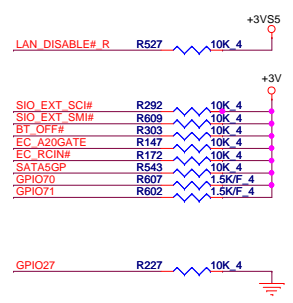 +3VS5
LAN_DISABLE#_R R527 10K_4
+3V
SIO_EXT_SCI# R292 10K_4
SIO_EXT_SMI# R609 10K_4
BT_OFF# R303 10K_4
EC_A20GATE R147 10K_4
EC_RCIN# R172 10K_4
SATA5GP R543 10K_4
GPIO70 R607 1.5K/F_4
GPIO71 R602 1.5K/F_4
GPIO27 R227 10K_4